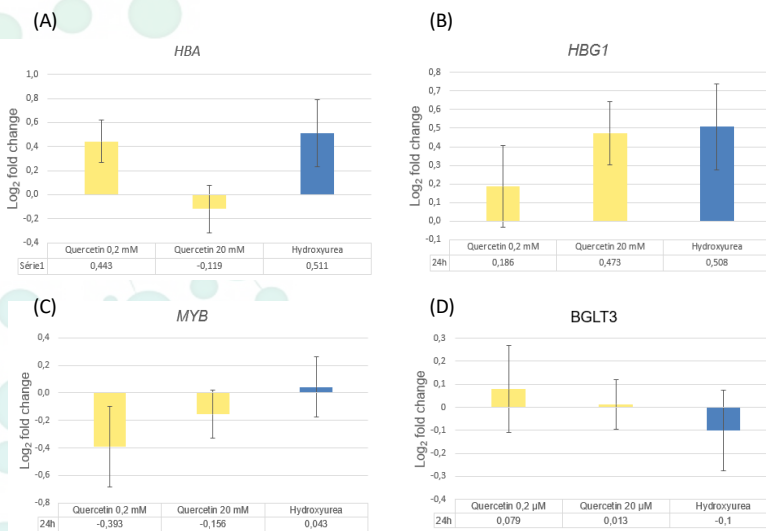 (A)
HBA
Log2 fold change
1,0
0,8
0,6
0,4
0,2
0,0
-0,2
-0,4
Quercetin 0,2 mM Quercetin 20 mM Hydroxyurea
Série1 0,443 -0,119 0,511
(B)
HBG1
Log2 fold change
0,8
0,7
0,6
0,5
0,4
0,3
0,2
0,1
0,0
-0,1
Quercetin 0,2 mM Quercetin 20 mM Hydroxyurea
24h 0,186 0,473 0,508
(C)
MYB
Log2 fold change
0,4
0,2
0,0
-0,2
-0,4
-0,6
-0,8
Quercetin 0,2 mM Quercetin 20 mM Hydroxyurea
24h -0,393 -0,156 0,043
(D)
BGLT3
Log2 fold change
0,3
0,2
0,1
0
-0,1
-0,2
-0,3
-0,4
Quercetin 0,2 µM Quercetin 20 µM Hydroxyurea
24h 0,079 0,013 -0,1